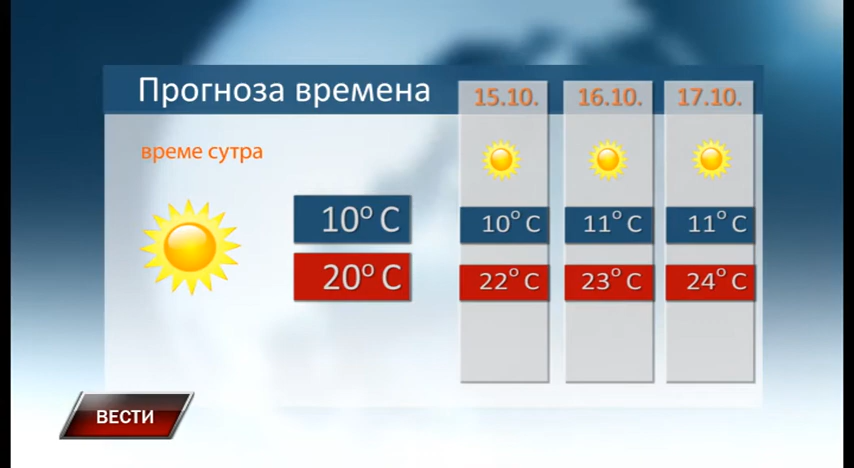 Прогноза времена
време сутра
10° C
20° C
15.10.
16.10.
17.10.
10° C
11° C
11° C
22° C
23° C
24° C
ВЕСТИ